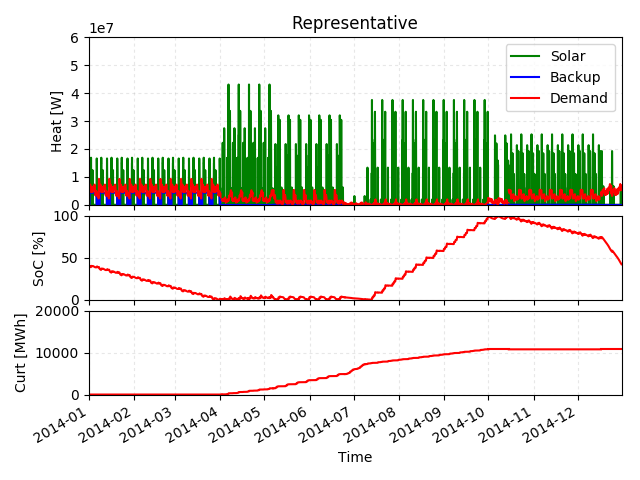 Representative
1e7
Heat [W]
6
5
4
3
2
1
0
Solar
Backup
Demand
SoC [%]
100
50
0
Curt [MWh]
20000
10000
0
2014-01
2014-02
2014-03
2014-04
2014-05
2014-06
2014-07
2014-08
2014-09
2014-10
2014-11
2014-12
Time